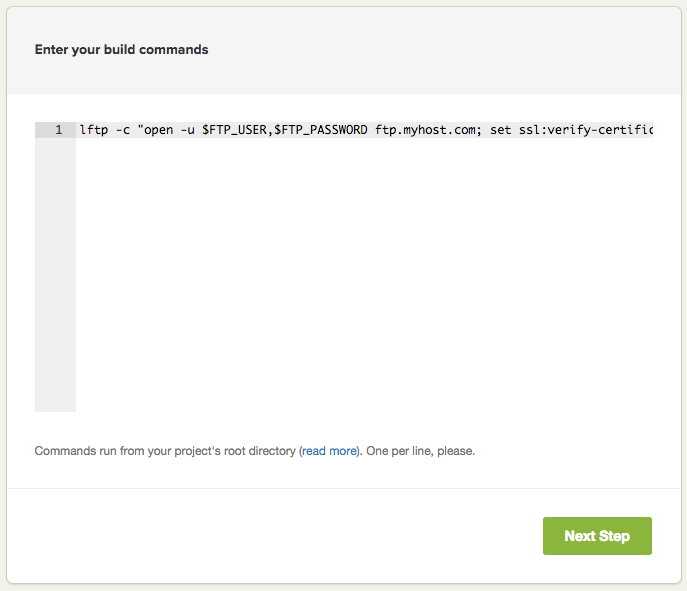 Enter your build commands
1 lftp -c "open -u $FTP_USER,$FTP_PASSWORD ftp.myhost.com; set ssl:verify-certific
Commands run from your project's root directory (read more). One per line, please.
Next Step